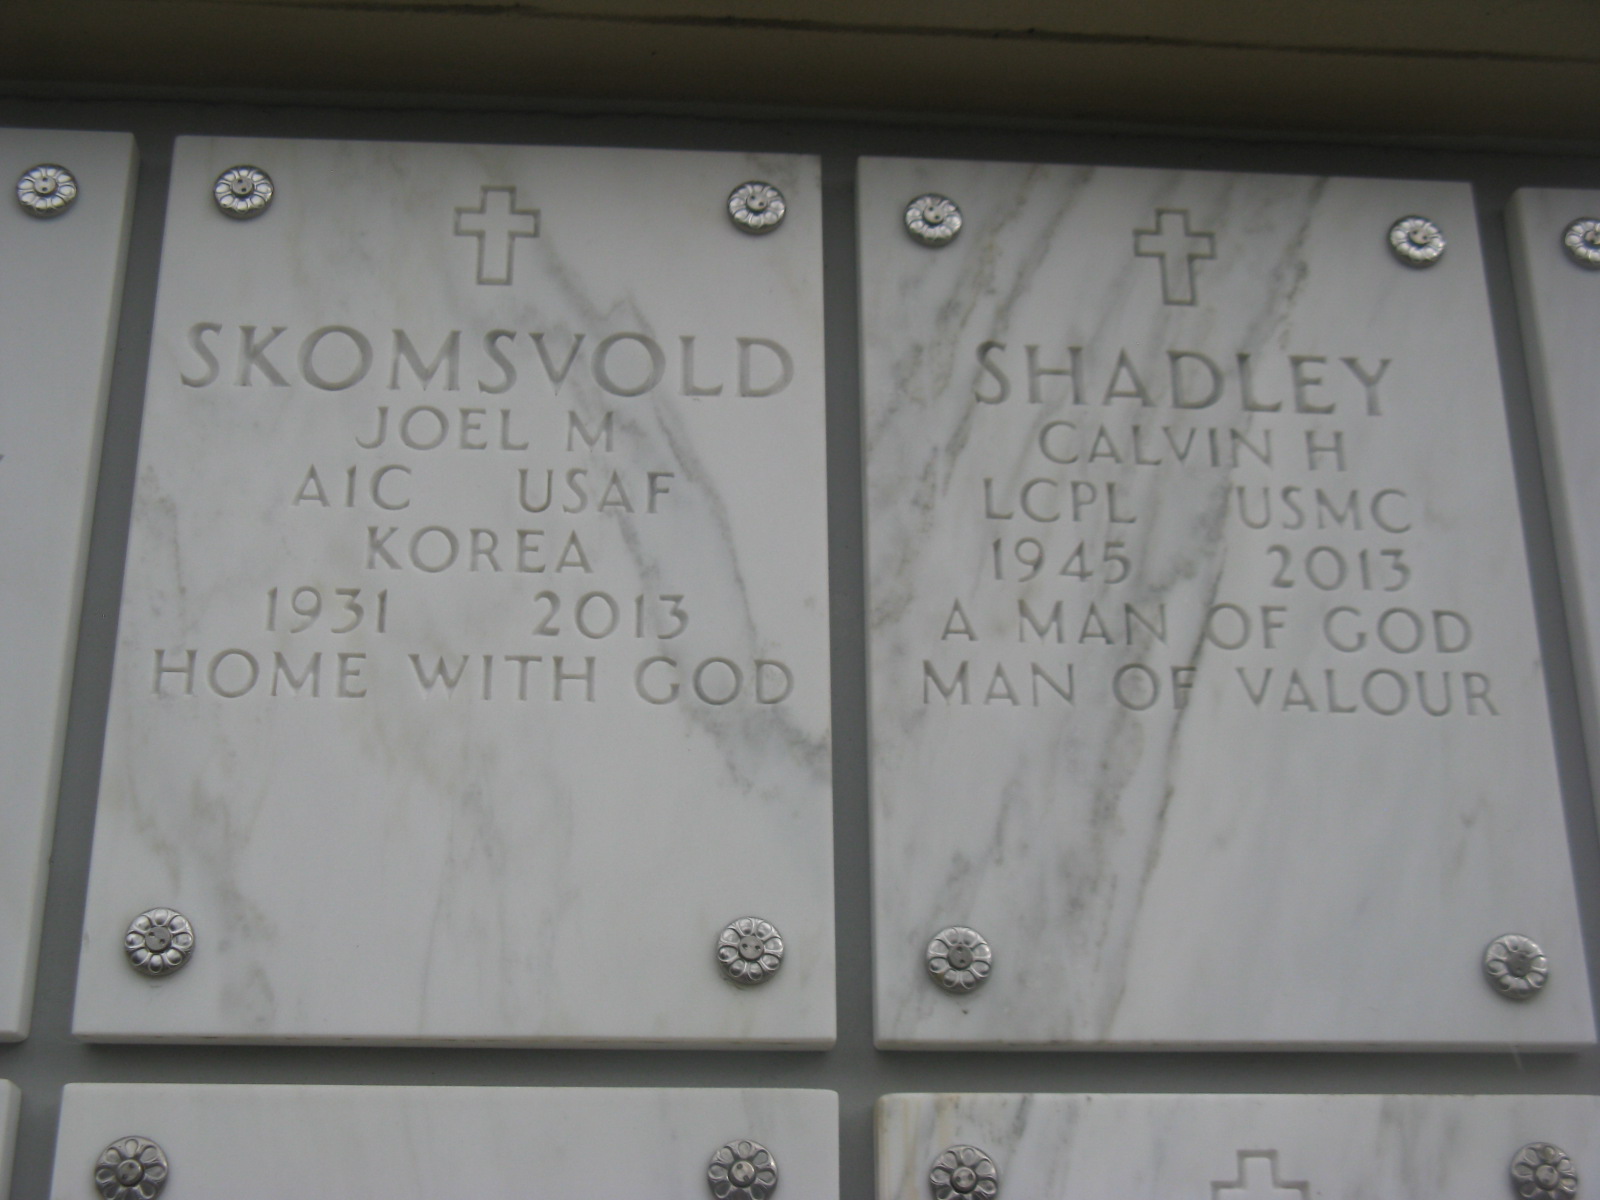 SKOMSVOLD
JOEL M
A1C USAF
KOREA
1931 2013
HOME WITH GOD
SHADLEY
CALVIN H
LCPL USMC
1945 2013
A MAN OF GOD
MAN OF VALOUR